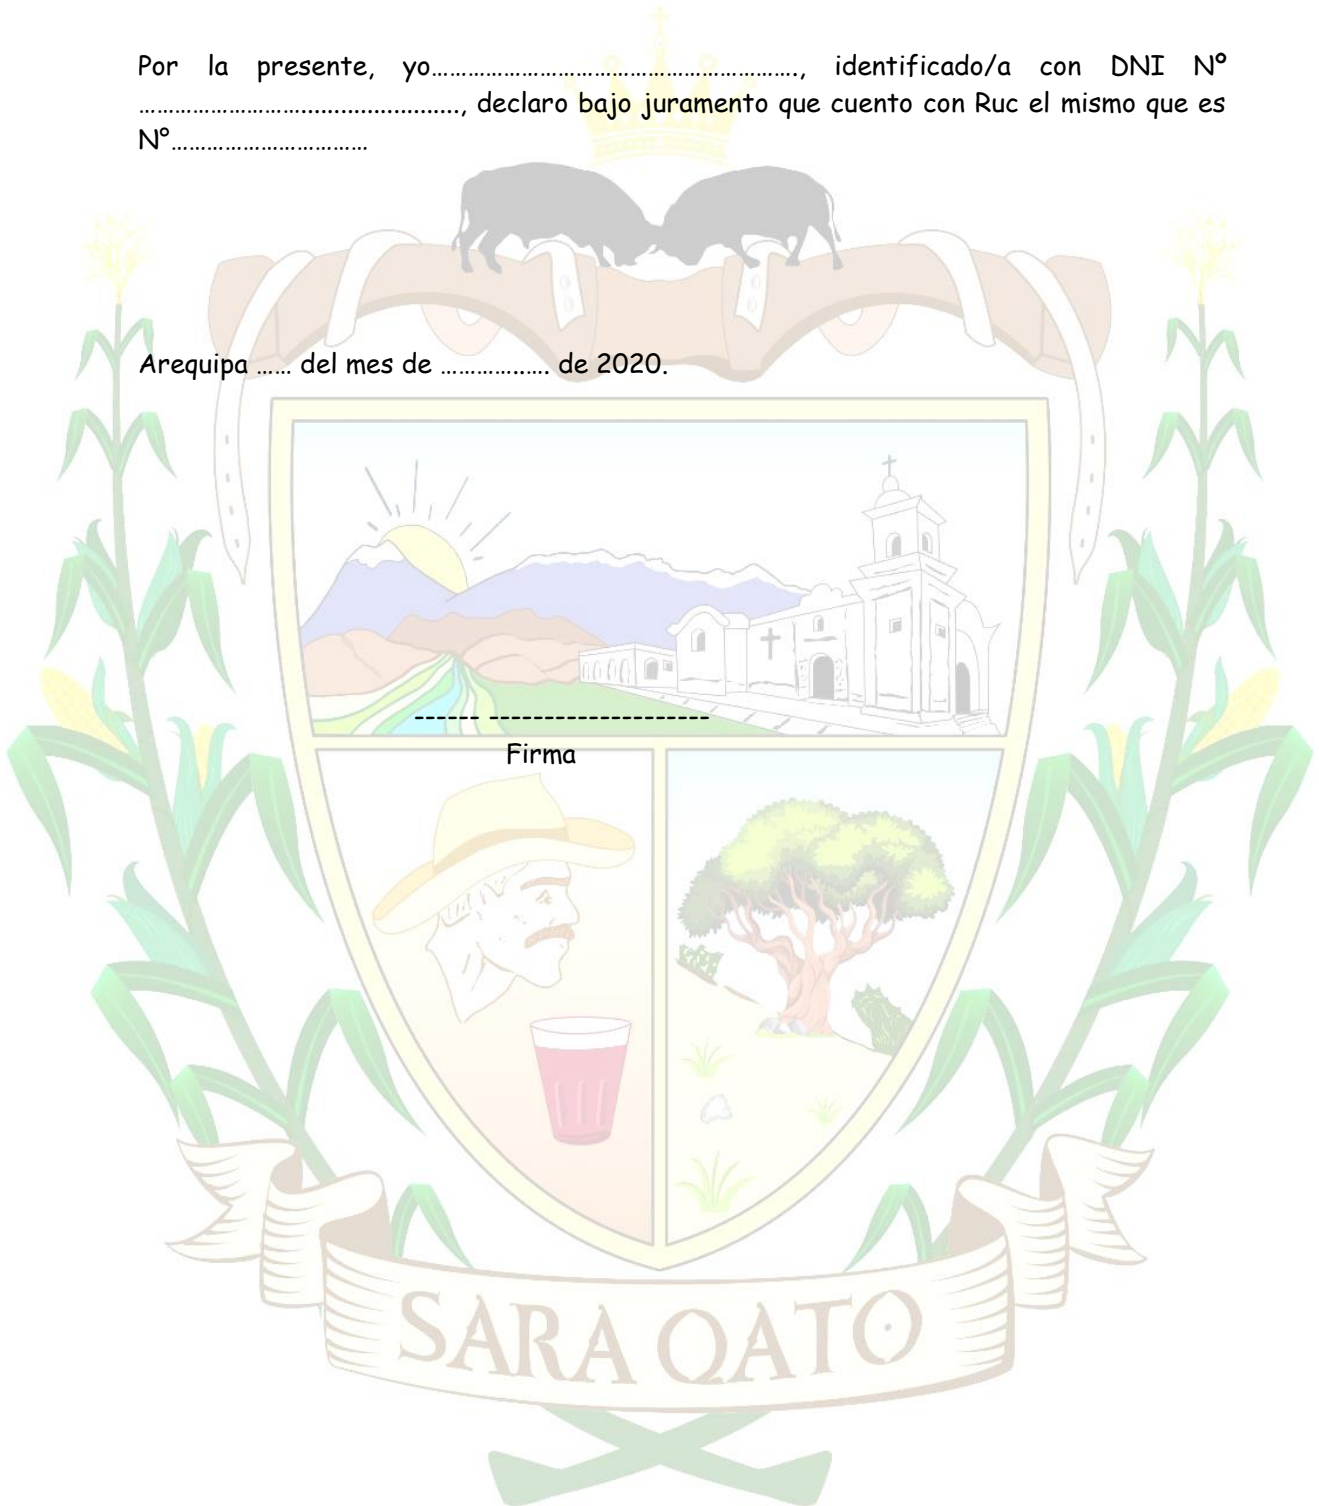 Por la presente, yo……………………………………………………., identificado/a con DNI Nº
………………………........................, declaro bajo juramento que cuento con Ruc el mismo que es
N°……………………………
Arequipa …… del mes de …………..…. de 2020.
------ --------------------
Firma
SARA QATO